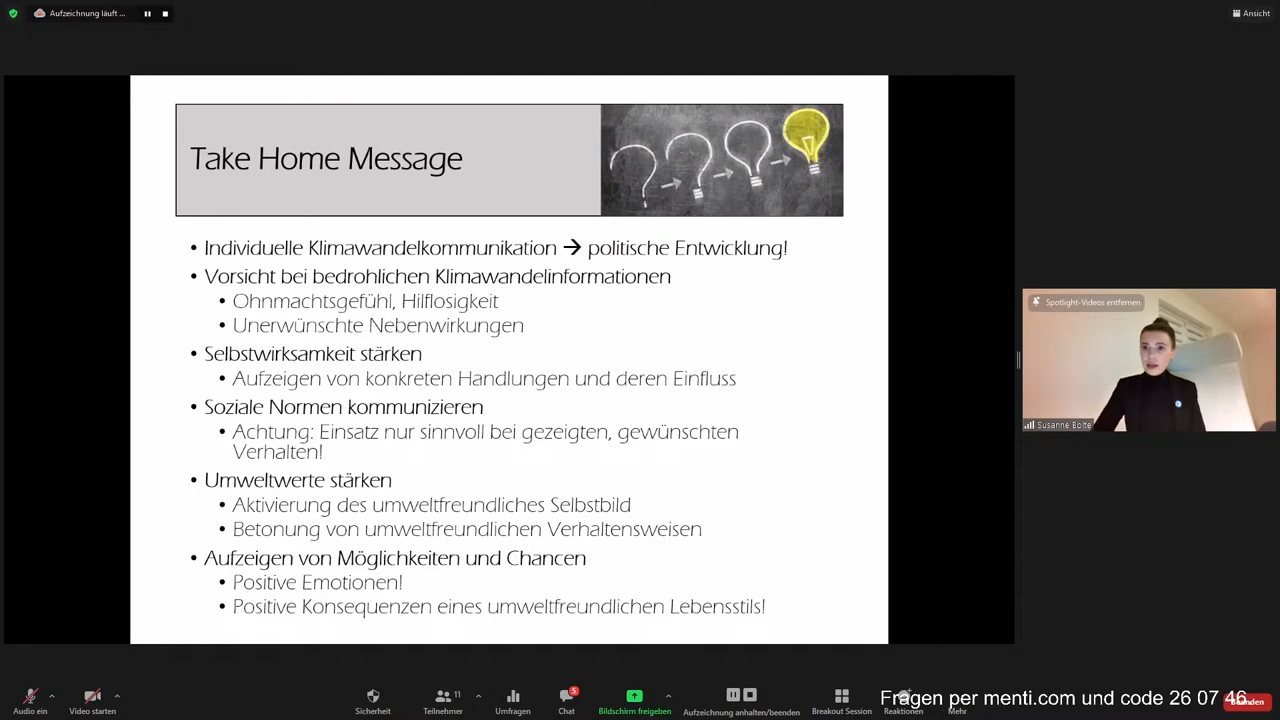 Aufzeichnung läuft ...
Ansicht
Take Home Message
• Individuelle Klimawandelkommunikation → politische Entwicklung!
• Vorsicht bei bedrohlichen Klimawandelinformationen
• Ohnmachtsgefühl, Hilflosigkeit
• Unerwünschte Nebenwirkungen
• Selbstwirksamkeit stärken
• Aufzeigen von konkreten Handlungen und deren Einfluss
• Soziale Normen kommunizieren
• Achtung: Einsatz nur sinnvoll bei gezeigten, gewünschten
Verhalten!
• Umweltwerte stärken
• Aktivierung des umweltfreundliches Selbstbild
• Betonung von umweltfreundlichen Verhaltensweisen
• Aufzeigen von Möglichkeiten und Chancen
• Positive Emotionen!
• Positive Konsequenzen eines umweltfreundlichen Lebensstils!
Spotlight-Videos entfernen
Susanne Bolte
Audio ein
Video starten
Sicherheit
11
Teilnehmer
Umfragen
5
Chat
Bildschirm freigeben
Aufzeichnung anhalten/beenden
Breakout Session
Reaktionen
Mehr
Beenden
Fragen per menti.com und code 26 07 46